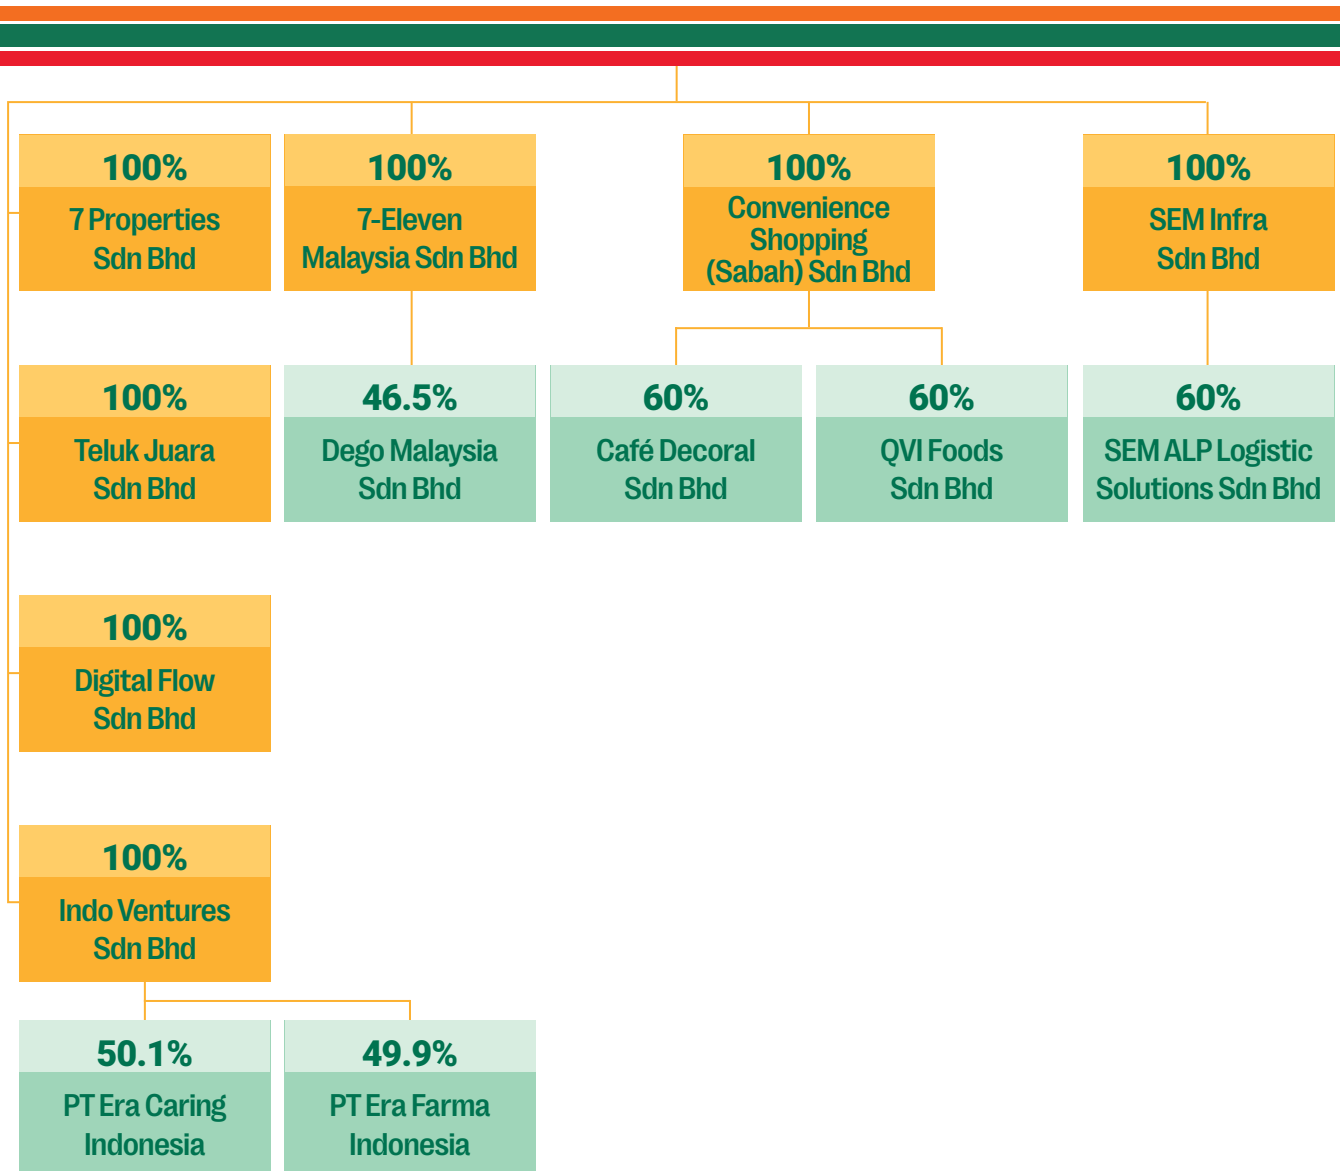 100%
7 Properties
Sdn Bhd
100%
7-Eleven
Malaysia Sdn Bhd
100%
Convenience
Shopping
(Sabah) Sdn Bhd
100%
SEM Infra
Sdn Bhd
100%
Teluk Juara
Sdn Bhd
46.5%
Dego Malaysia
Sdn Bhd
60%
Café Decoral
Sdn Bhd
60%
QVI Foods
Sdn Bhd
60%
SEM ALP Logistic
Solutions Sdn Bhd
100%
Digital Flow
Sdn Bhd
100%
Indo Ventures
Sdn Bhd
50.1%
PT Era Caring
Indonesia
49.9%
PT Era Farma
Indonesia